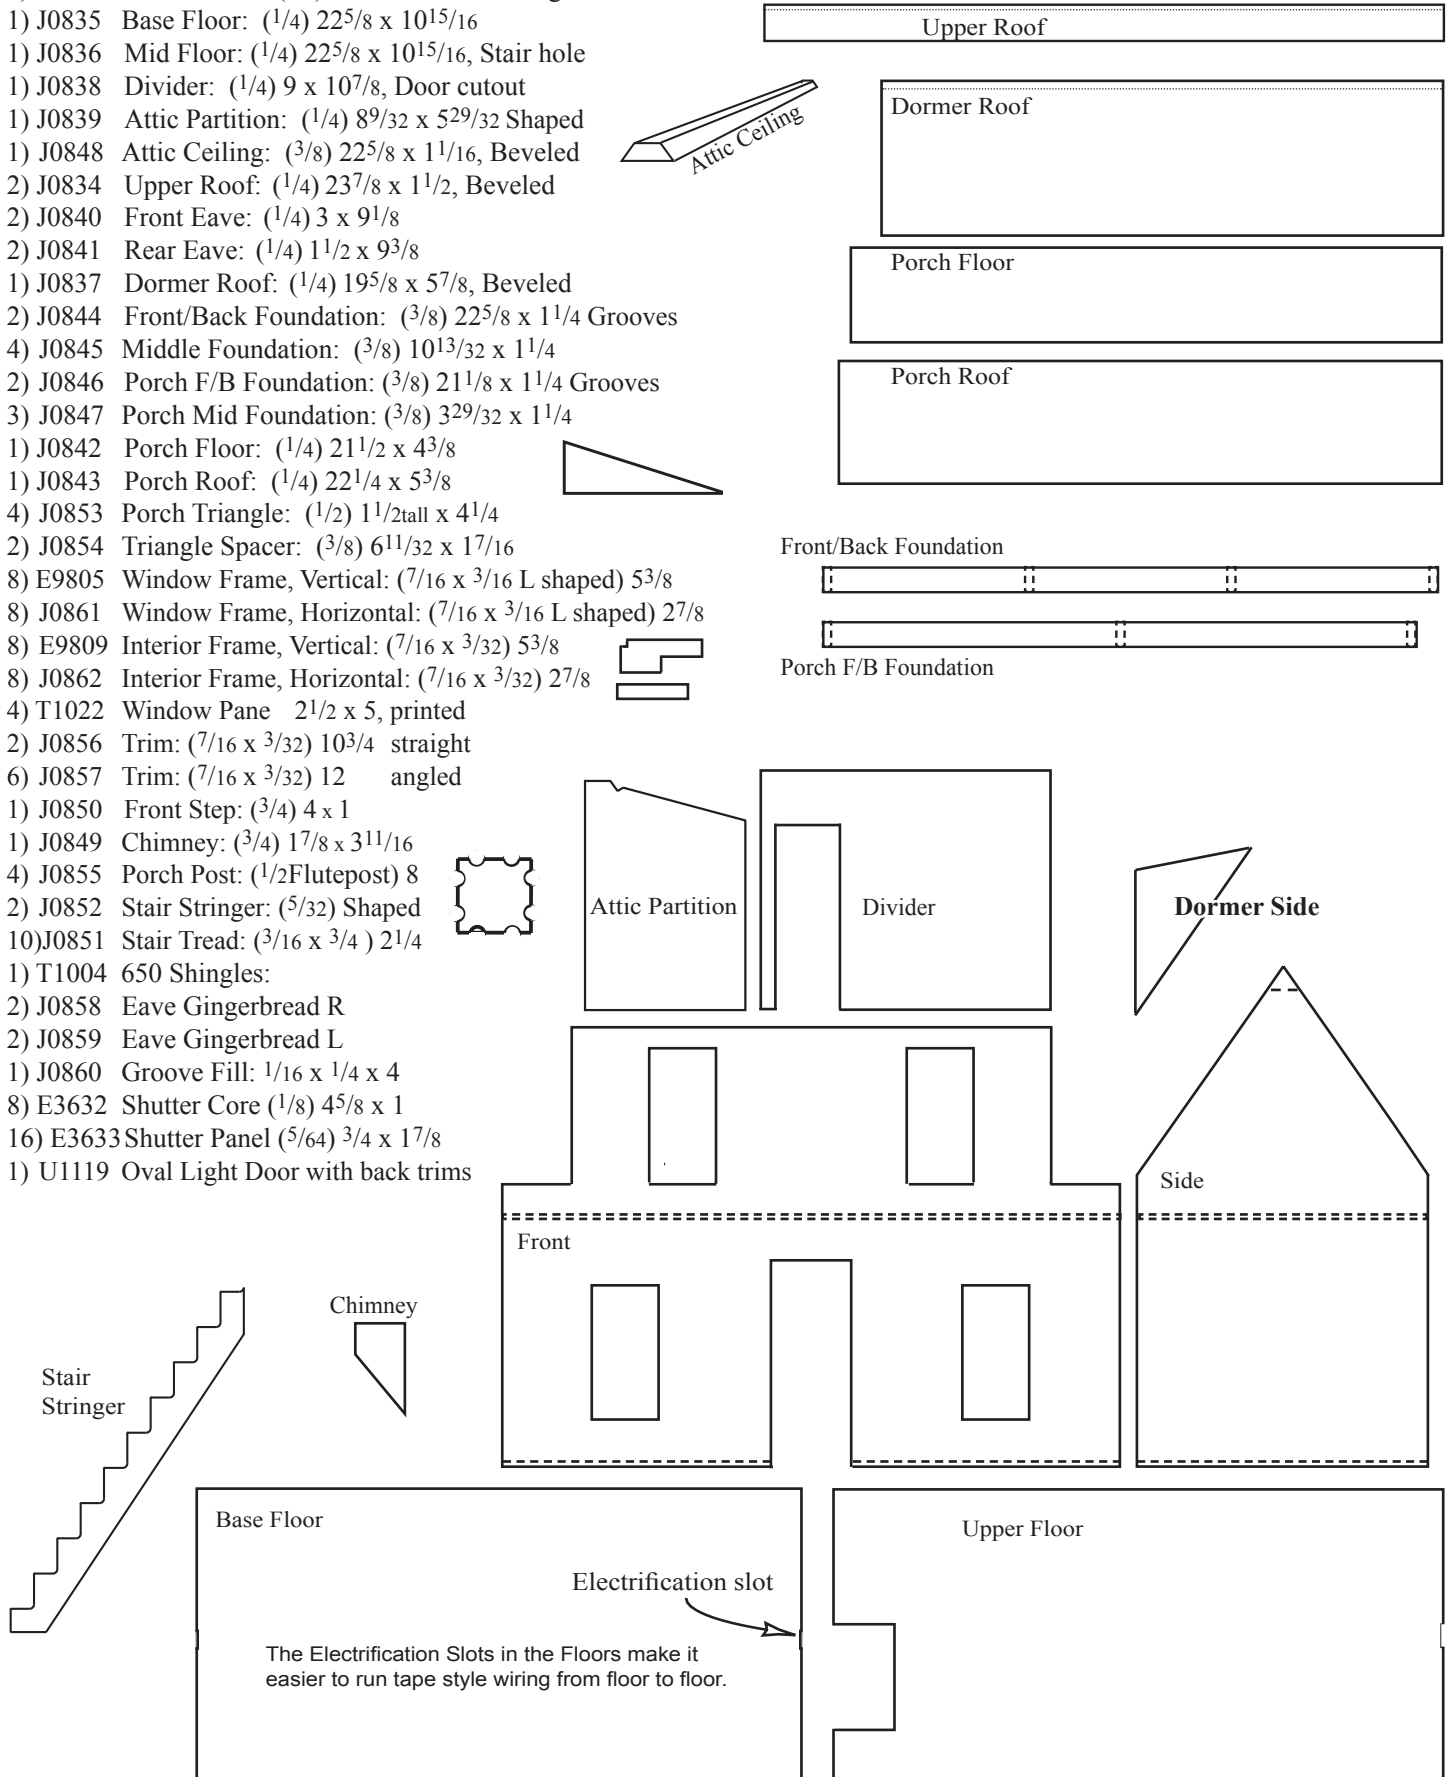 1) J0835 Base Floor: (1/4) 22 5/8 x 10 15/16
1) J0836 Mid Floor: (1/4) 22 5/8 x 10 15/16, Stair hole
1) J0838 Divider: (1/4) 9 x 10 7/8, Door cutout
1) J0839 Attic Partition: (1/4) 8 9/32 x 5 29/32 Shaped
1) J0848 Attic Ceiling: (3/8) 22 5/8 x 1 1/16, Beveled
2) J0834 Upper Roof: (1/4) 23 7/8 x 1 1/2, Beveled
2) J0840 Front Eave: (1/4) 3 x 9 1/8
2) J0841 Rear Eave: (1/4) 1 1/2 x 9 3/8
1) J0837 Dormer Roof: (1/4) 19 5/8 x 5 7/8, Beveled
2) J0844 Front/Back Foundation: (3/8) 22 5/8 x 1 1/4 Grooves
4) J0845 Middle Foundation: (3/8) 10 13/32 x 1 1/4
2) J0846 Porch F/B Foundation: (3/8) 21 1/8 x 1 1/4 Grooves
3) J0847 Porch Mid Foundation: (3/8) 3 29/32 x 1 1/4
1) J0842 Porch Floor: (1/4) 21 1/2 x 4 3/8
1) J0843 Porch Roof: (1/4) 22 1/4 x 5 3/8
4) J0853 Porch Triangle: (1/2) 1 1/2tall x 4 1/4
2) J0854 Triangle Spacer: (3/8) 6 11/32 x 1 7/16
8) E9805 Window Frame, Vertical: (7/16 x 3/16 L shaped) 5 3/8
8) J0861 Window Frame, Horizontal: (7/16 x 3/16 L shaped) 2 7/8
8) E9809 Interior Frame, Vertical: (7/16 x 3/32) 5 3/8
8) J0862 Interior Frame, Horizontal: (7/16 x 3/32) 2 7/8
4) T1022 Window Pane 2 1/2 x 5, printed
2) J0856 Trim: (7/16 x 3/32) 10 3/4 straight
6) J0857 Trim: (7/16 x 3/32) 12 angled
1) J0850 Front Step: (3/4) 4 x 1
1) J0849 Chimney: (3/4) 1 7/8 x 3 11/16
4) J0855 Porch Post: (1/2Flutepost) 8
2) J0852 Stair Stringer: (5/32) Shaped
10)J0851 Stair Tread: (3/16 x 3/4 ) 2 1/4
1) T1004 650 Shingles:
2) J0858 Eave Gingerbread R
2) J0859 Eave Gingerbread L
1) J0860 Groove Fill: 1/16 x 1/4 x 4
8) E3632 Shutter Core (1/8) 4 5/8 x 1
16) E3633 Shutter Panel (5/64) 3/4 x 1 7/8
1) U1119 Oval Light Door with back trims
Upper Roof
Attic Ceiling
Dormer Roof
Porch Floor
Porch Roof
Front/Back Foundation
Porch F/B Foundation
Attic Partition
Divider
Dormer Side
Side
Front
Chimney
Stair
Stringer
Base Floor
Upper Floor
Electrification slot
The Electrification Slots in the Floors make it
easier to run tape style wiring from floor to floor.